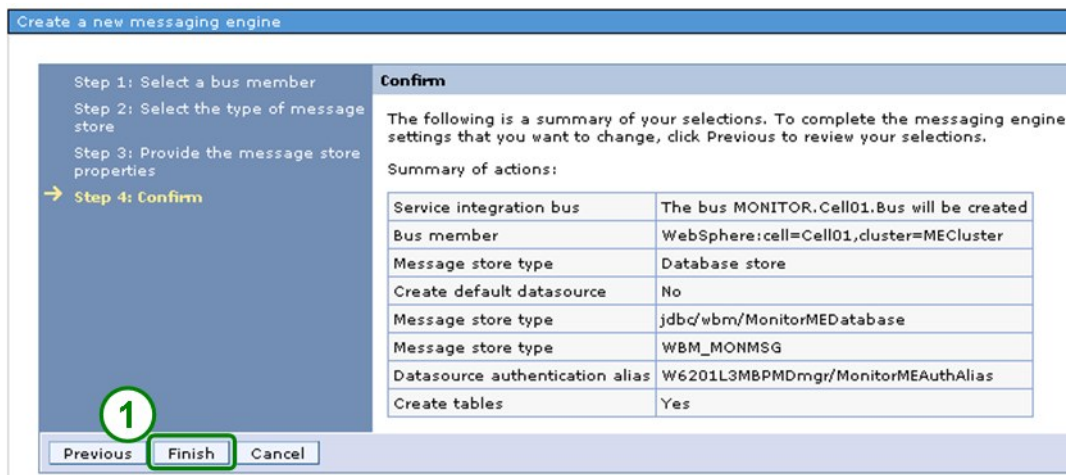 Create a new messaging engine
Step 1: Select a bus member
Step 2: Select the type of message
store
Step 3: Provide the message store
properties
Step 4: Confirm
Confirm
The following is a summary of your selections. To complete the messaging engine
settings that you want to change, click Previous to review your selections.
Summary of actions:
Service integration bus The bus MONITOR.Cell01.Bus will be created
Bus member WebSphere:cell=Cell01,cluster=MECluster
Message store type Database store
Create default datasource No
Message store type jdbc/wbm/MonitorMEDatabase
Message store type WBM_MONMSG
Datasource authentication alias W6201L3MBPMDmgr/MonitorMEAuthAlias
Create tables Yes
1
Previous Finish Cancel